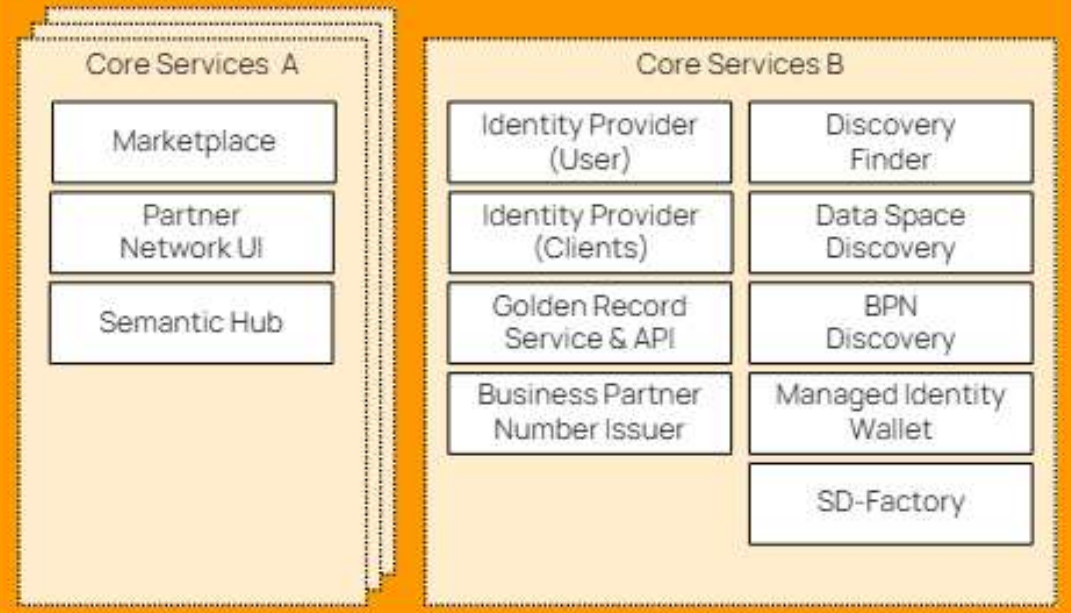 Core Services A
Marketplace
Partner
Network UI
Semantic Hub
Core Services B
Identity Provider
(User)
Identity Provider
(Clients)
Golden Record
Service & API
Business Partner
Number Issuer
Discovery
Finder
Data Space
Discovery
BPN
Discovery
Managed Identity
Wallet
SD-Factory